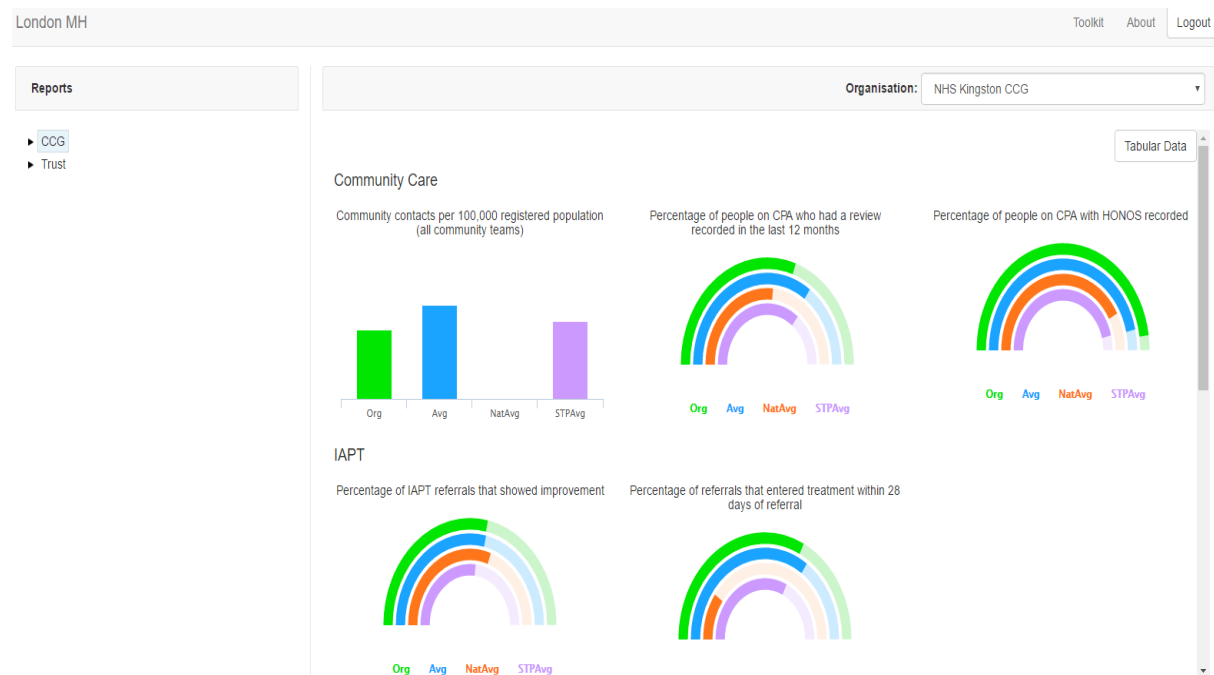 London MH
Toolkit About Logout
Reports
Organisation: NHS Kingston CCG
CCG
Trust
Tabular Data
Community Care
Community contacts per 100,000 registered population
(all community teams)
Org Avg NatAvg STPAvg
Percentage of people on CPA who had a review
recorded in the last 12 months
Org Avg NatAvg STPAvg
Percentage of people on CPA with HONOS recorded
Org Avg NatAvg STPAvg
IAPT
Percentage of IAPT referrals that showed improvement
Org Avg NatAvg STPAvg
Percentage of referrals that entered treatment within 28
days of referral